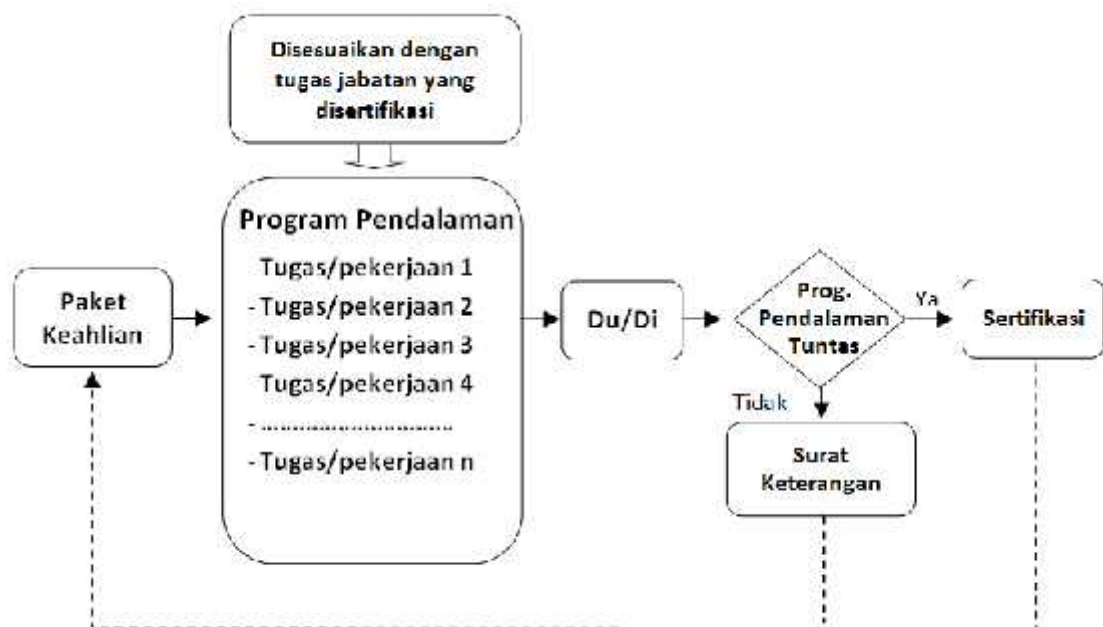 Disesuaikan dengan
tugas jabatan yang
disertifikasi
Program Pendalaman
Tugas/pekerjaan 1
- Tugas/pekerjaan 2
- Tugas/pekerjaan 3
Tugas/pekerjaan 4
- ................................
- Tugas/pekerjaan n
Paket
Keahlian
Du/Di
Prog.
Pendalaman
Tuntas
Ya
Sertifikasi
Tidak
Surat
Keterangan